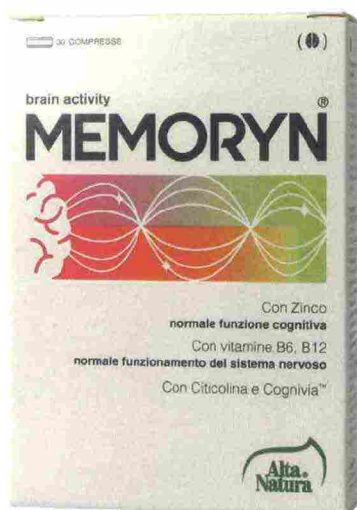 30 COMPRESSE
brain activity
MEMORYN®
Con Zinco
normale funzione cognitiva
Con vitamine B6, B12
normale funzionamento del sistema nervoso
Con Citicolina e Cognivia™
Alta®
Natura